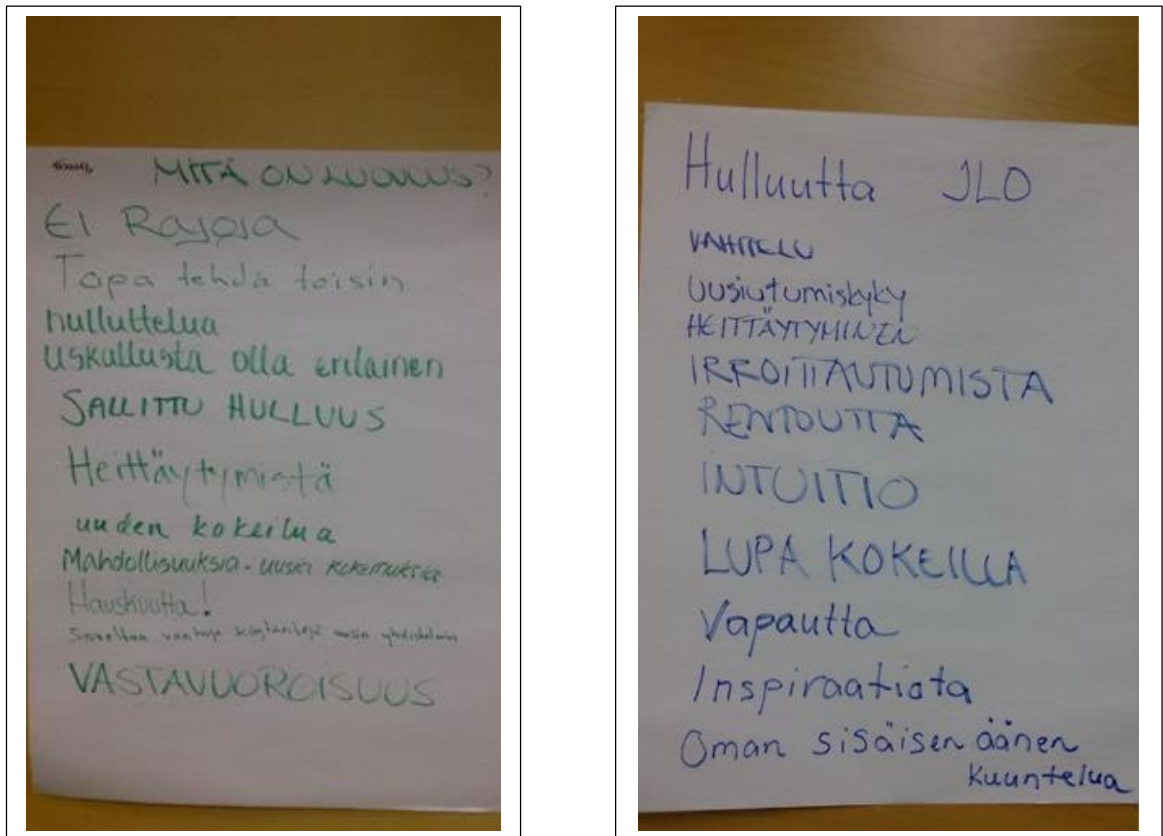 MITÄ ON LUOVUUS?
EI Rajoja
Tapa tehdä toisin
hulluttelua
uskallusta olla erilainen
SALLITTU HULLUUS
Heittäytymistä
uuden kokeilua
Mahdollisuuksia - uusia kokemuksia
Hauskuutta!
vanhoja
VASTAVUOROISUUS
Hulluutta ILO
VAIHTELU
Uusiutumiskyky
HEITTÄYTYMINEN
IRROITTAUTUMISTA
RENTOUTTA
INTUITIO
LUPA KOKEILLA
Vapautta
Inspiraatiota
Oman sisäisen äänen
kuuntelua